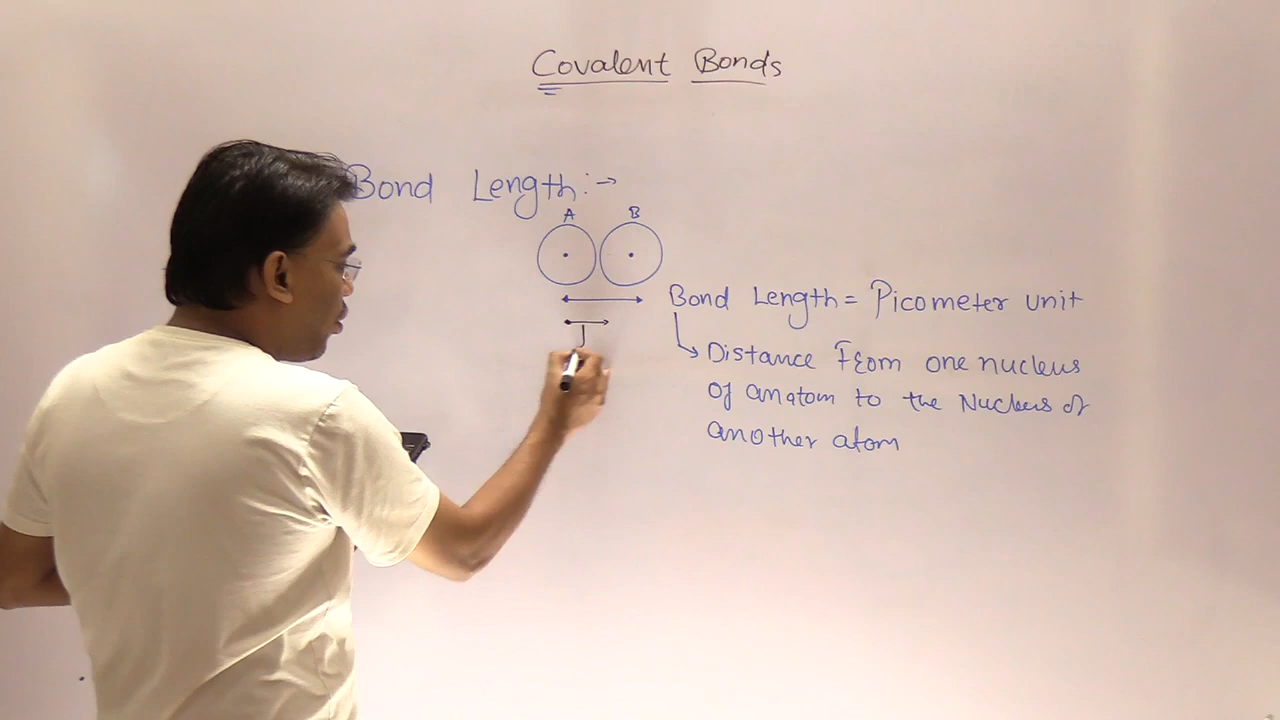 Covalent Bonds
Bond Length:→
A B
Bond Length = Picometer unit
Distance From one nucleus
of an atom to the Nucleus of
another atom